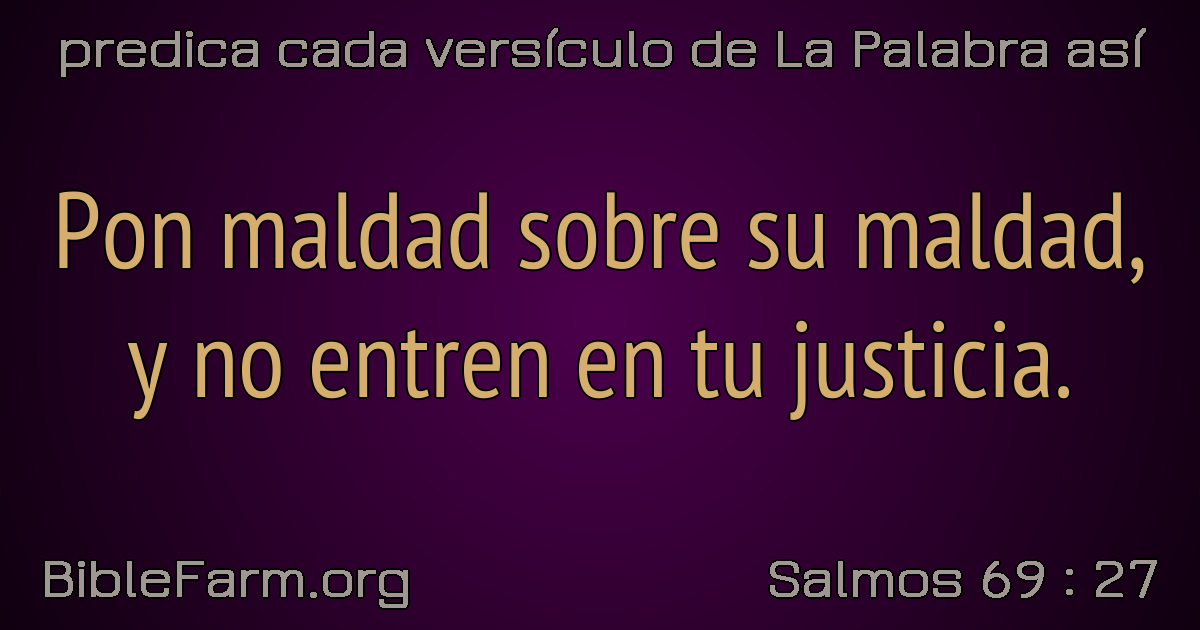 predica cada versículo de La Palabra así
Pon maldad sobre su maldad,
y no entren en tu justicia.
BibleFarm.org
Salmos 69 : 27